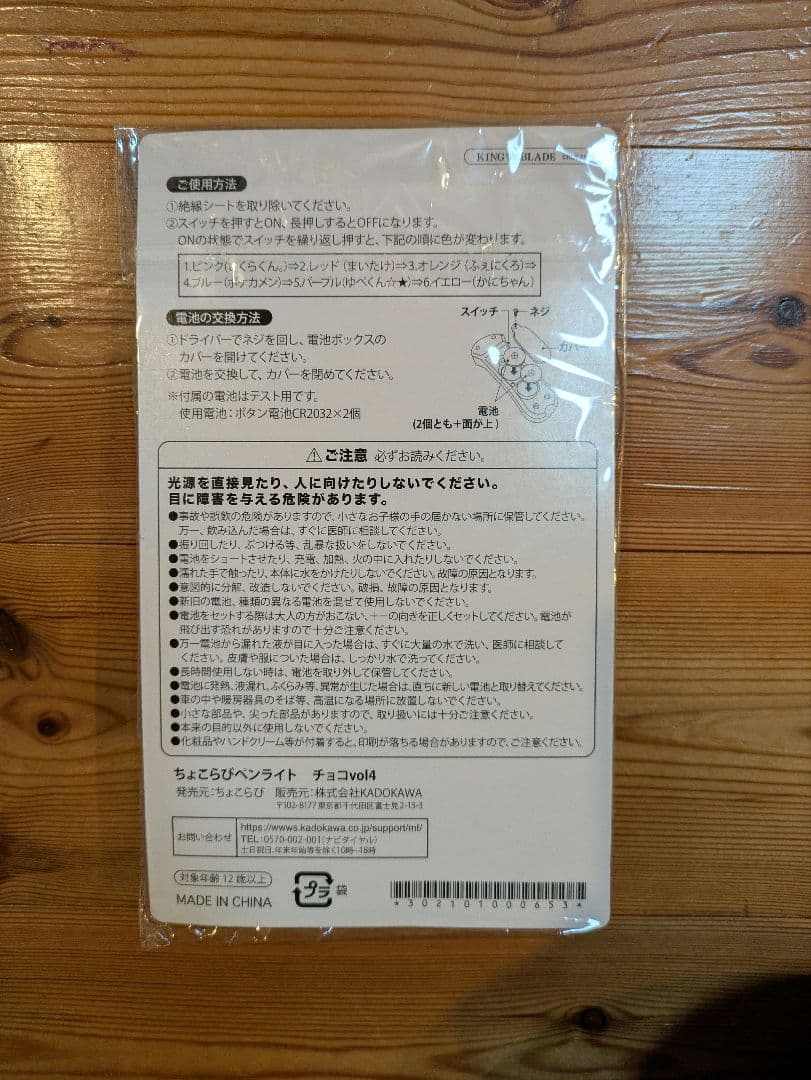 KING BLADE
ご使用方法
①絶縁シートを取り除いてください。
②スイッチを押すとON、長押しするとOFFになります。
ONの状態でスイッチを繰り返し押すと、下記の順に色が変わります。
1.ピンク(さくらくん。)⇒2.レッド(まいたけ)⇒3.オレンジ(ふぇにくろ)⇒
4.ブルー(ポケカメン)⇒5.パープル(ゆぺくん☆★)⇒6.イエロー(かにちゃん)
電池の交換方法
①ドライバーでネジを回し、電池ボックスの
カバーを開けてください。
②電池を交換して、カバーを閉めてください。
※付属の電池はテスト用です。
使用電池：ボタン電池CR2032×2個
スイッチ ネジ
カバー
電池
(2個とも＋面が上)
⚠ご注意 必ずお読みください。
光源を直接見たり、人に向けたりしないでください。
目に障害を与える危険があります。
●事故や誤飲の危険がありますので、小さなお子様の手の届かない場所に保管してください。
万一、飲み込んだ場合は、すぐに医師に相談してください。
●振り回したり、ぶつける等、乱暴な扱いをしないでください。
●電池をショートさせたり、充電、加熱、火の中に入れたりしないでください。
●濡れた手で触ったり、本体に水をかけたりしないでください。故障の原因となります。
●意図的に分解、改造しないでください。破損、故障の原因となります。
●新旧の電池、種類の異なる電池を混ぜて使用しないでください。
●電池をセットする際は大人の方がおこない、＋－の向きを正しくセットしてください。電池が
飛び出す恐れがありますので十分ご注意ください。
●万一電池から漏れた液が目に入った場合は、すぐに大量の水で洗い、医師に相談して
ください。皮膚や服についた場合は、しっかり水で洗ってください。
●長時間使用しない時は、電池を取り外して保管してください。
●電池に発熱、液漏れ、ふくらみ等、異常が生じた場合は、直ちに新しい電池と取り替えてください。
●車の中や暖房器具のそば等、高温になる場所に放置しないでください。
●小さな部品や、尖った部品がありますので、取り扱いには十分ご注意ください。
●本来の目的以外に使用しないでください。
●化粧品やハンドクリーム等が付着すると、印刷が落ちる場合がありますので、ご注意ください。
ちょこらびペンライト チョコvol4
発売元：ちょこらび 販売元：株式会社KADOKAWA
〒102-8177 東京都千代田区富士見2-13-3
お問い合わせ
https://wwws.kadokawa.co.jp/support/mf/
TEL：0570-002-001(ナビダイヤル)
土日祝日、年末年始等を除く10時～18時
対象年齢12歳以上
MADE IN CHINA
プラ
袋
*302101000653*